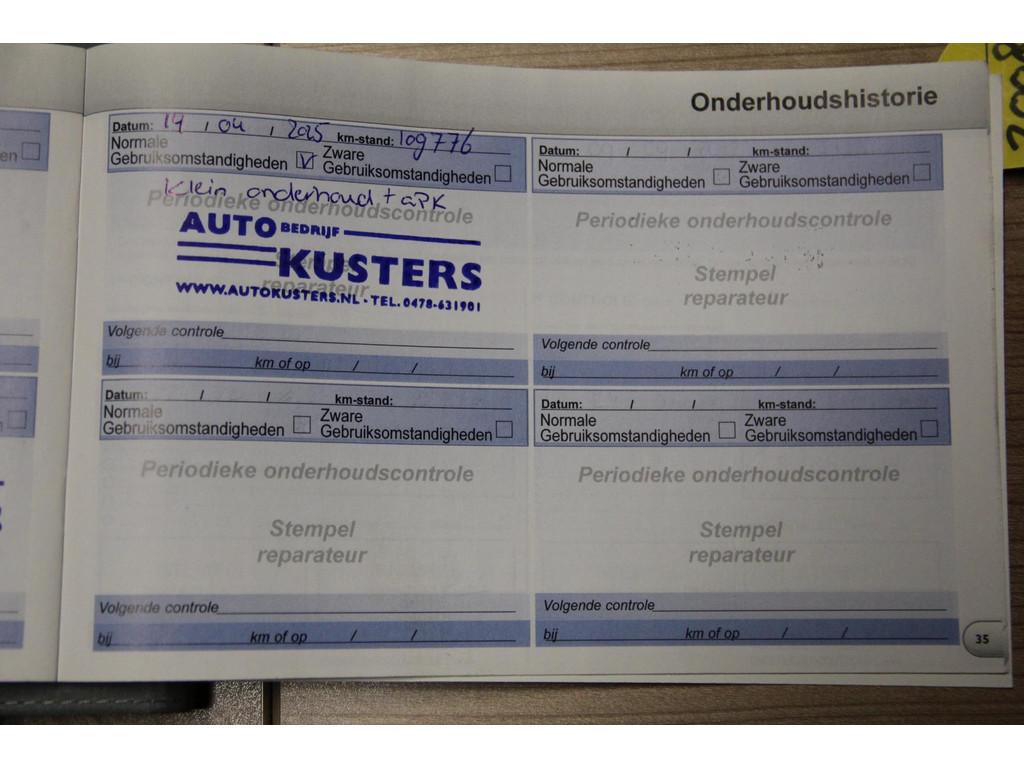 Onderhoudshistorie
Datum: 14 / 04 / 2025 km-stand: 109776
Normale Gebruiksomstandigheden Zware Gebruiksomstandigheden
Klein onderhoud + APK
Periodieke onderhoudscontrole
AUTO BEDRIJF
KUSTERS
Stempel
reparateur
WWW.AUTOKUSTERS.NL - TEL. 0478-631901
Volgende controle
bij km of op / /
Datum: / / km-stand:
Normale Gebruiksomstandigheden Zware Gebruiksomstandigheden
Periodieke onderhoudscontrole
Stempel
reparateur
Volgende controle
bij km of op / /
Datum: / / km-stand:
Normale Gebruiksomstandigheden Zware Gebruiksomstandigheden
Periodieke onderhoudscontrole
Stempel
reparateur
Volgende controle
bij km of op / /
Datum: / / km-stand:
Normale Gebruiksomstandigheden Zware Gebruiksomstandigheden
Periodieke onderhoudscontrole
Stempel
reparateur
Volgende controle
bij km of op / /
35